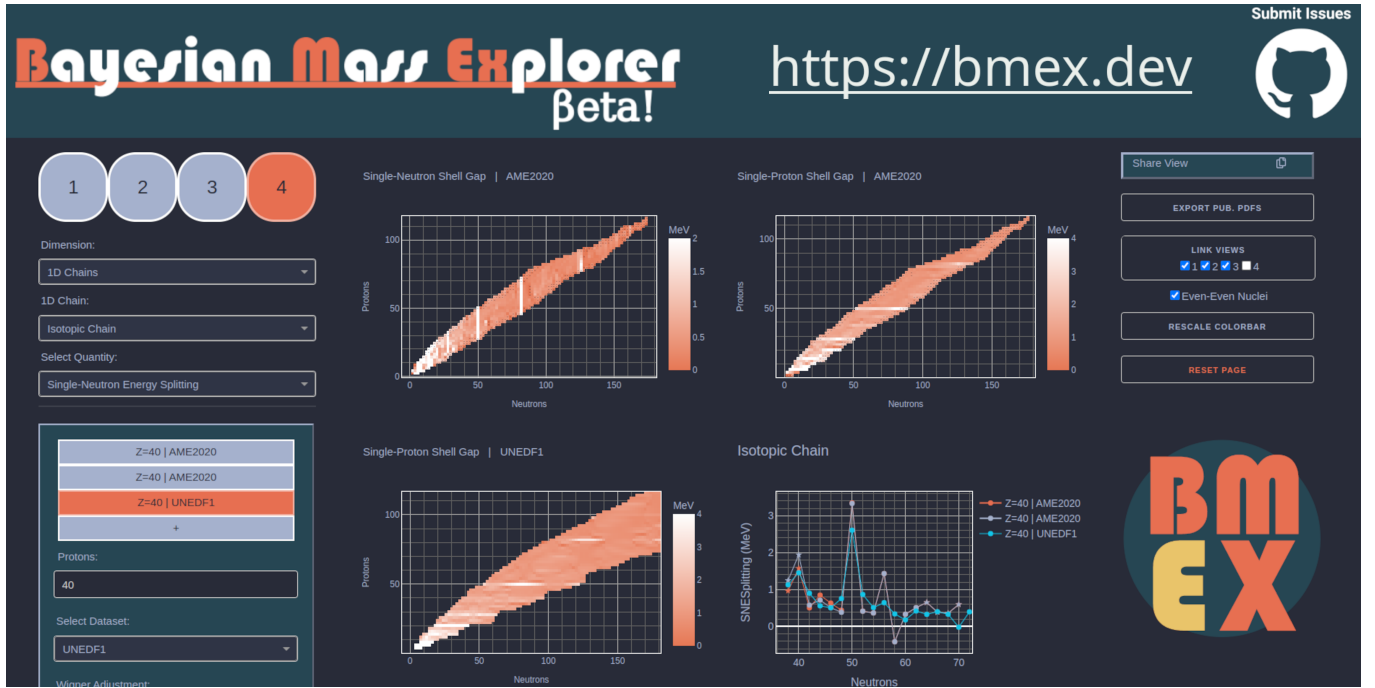 Submit Issues
Bayesian Mass Explorer
βeta!
https://bmex.dev
1 2 3 4
Dimension:
1D Chains
1D Chain:
Isotopic Chain
Select Quantity:
Single-Neutron Energy Splitting
Z=40 | AME2020
Z=40 | AME2020
Z=40 | UNEDF1
+
Protons:
40
Select Dataset:
UNEDF1
Wigner Adjustment:
Single-Neutron Shell Gap | AME2020
MeV
2
1.5
1
0.5
0
Protons
100
50
0
0 50 100 150
Neutrons
Single-Proton Shell Gap | AME2020
MeV
4
3
2
1
0
Protons
100
50
0
0 50 100 150
Neutrons
Single-Proton Shell Gap | UNEDF1
MeV
4
3
2
1
0
Protons
100
50
0 50 100 150
Neutrons
Isotopic Chain
SNESplitting (MeV)
3
2
1
0
40 50 60 70
Neutrons
Z=40 | AME2020
Z=40 | AME2020
Z=40 | UNEDF1
Share View
EXPORT PUB. PDFS
LINK VIEWS
1 2 3 4
Even-Even Nuclei
RESCALE COLORBAR
RESET PAGE
BM
EX